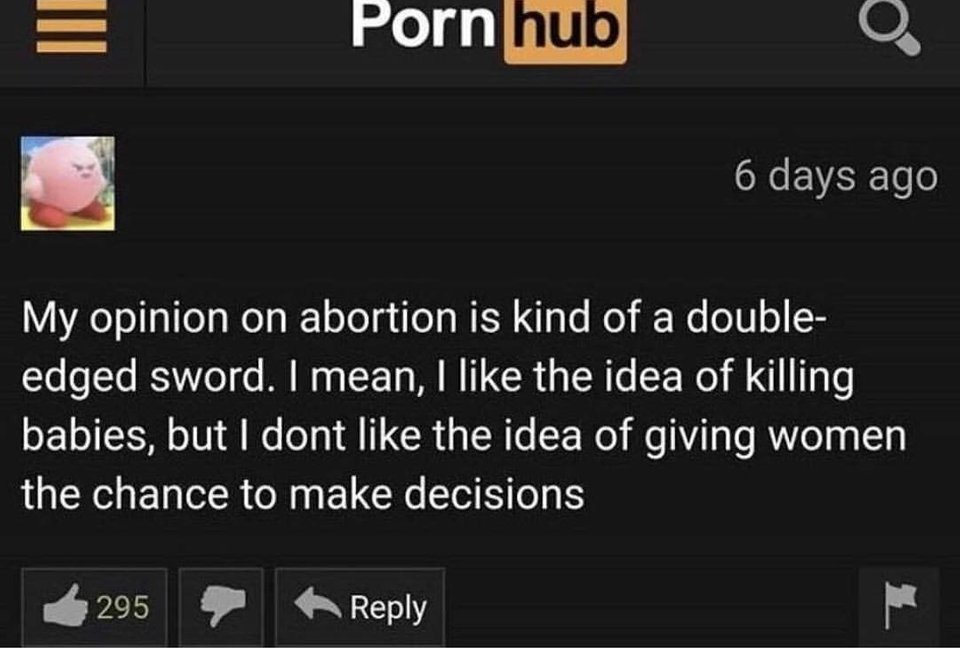 Porn hub
6 days ago
My opinion on abortion is kind of a double-
edged sword. I mean, I like the idea of killing
babies, but I dont like the idea of giving women
the chance to make decisions
295 Reply